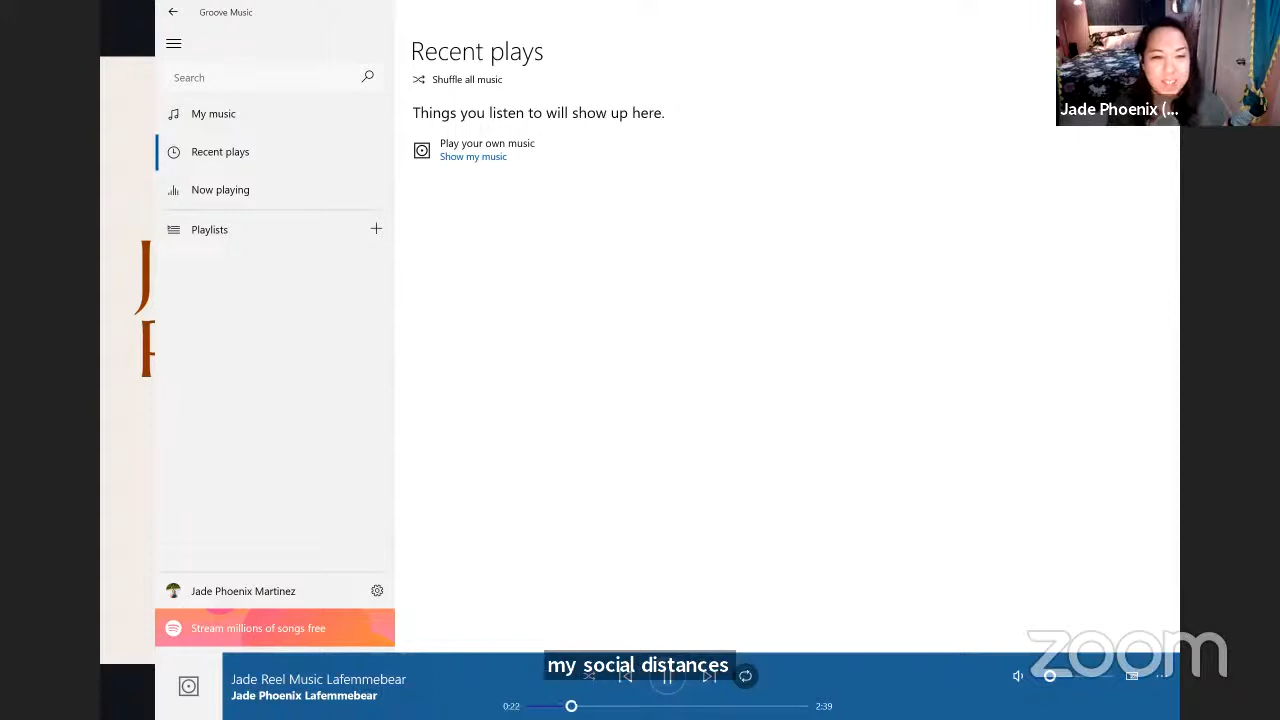 Groove Music
Search
My music
Recent plays
Now playing
Playlists
Jade Phoenix Martinez
Stream millions of songs free
Recent plays
Shuffle all music
Things you listen to will show up here.
Play your own music
Show my music
Jade Phoenix (...
J
P
my social distances
zoom
Jade Reel Music Lafemmebear
Jade Phoenix Lafemmebear
0:22
2:39